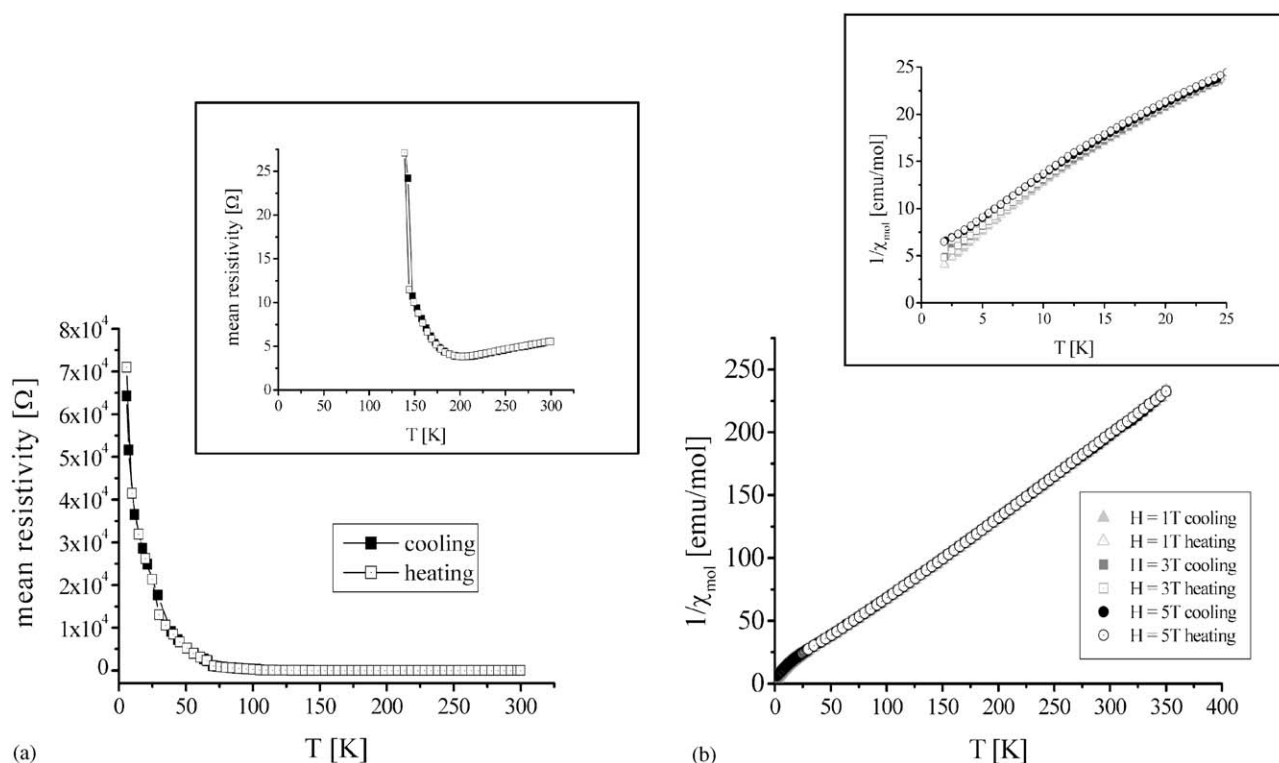 mean resistivity [Ω]
25
20
15
10
5
0
0 50 100 150 200 250 300
T [K]
mean resistivity [Ω]
8x10⁴
7x10⁴
6x10⁴
5x10⁴
4x10⁴
3x10⁴
2x10⁴
1x10⁴
0
cooling
heating
0 50 100 150 200 250 300
T [K]
(a)
1/χmol [emu/mol]
25
20
15
10
5
0
0 5 10 15 20 25
T [K]
1/χmol [emu/mol]
250
200
150
100
50
0
H = 1T cooling
H = 1T heating
H = 3T cooling
H = 3T heating
H = 5T cooling
H = 5T heating
0 50 100 150 200 250 300 350 400
T [K]
(b)